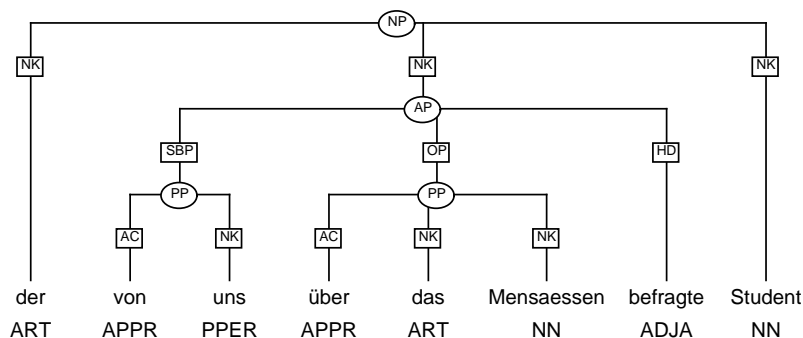 NP
NK NK NK
AP
SBP OP HD
PP PP
AC NK AC NK NK
der von uns über das Mensaessen befragte Student
ART APPR PPER APPR ART NN ADJA NN